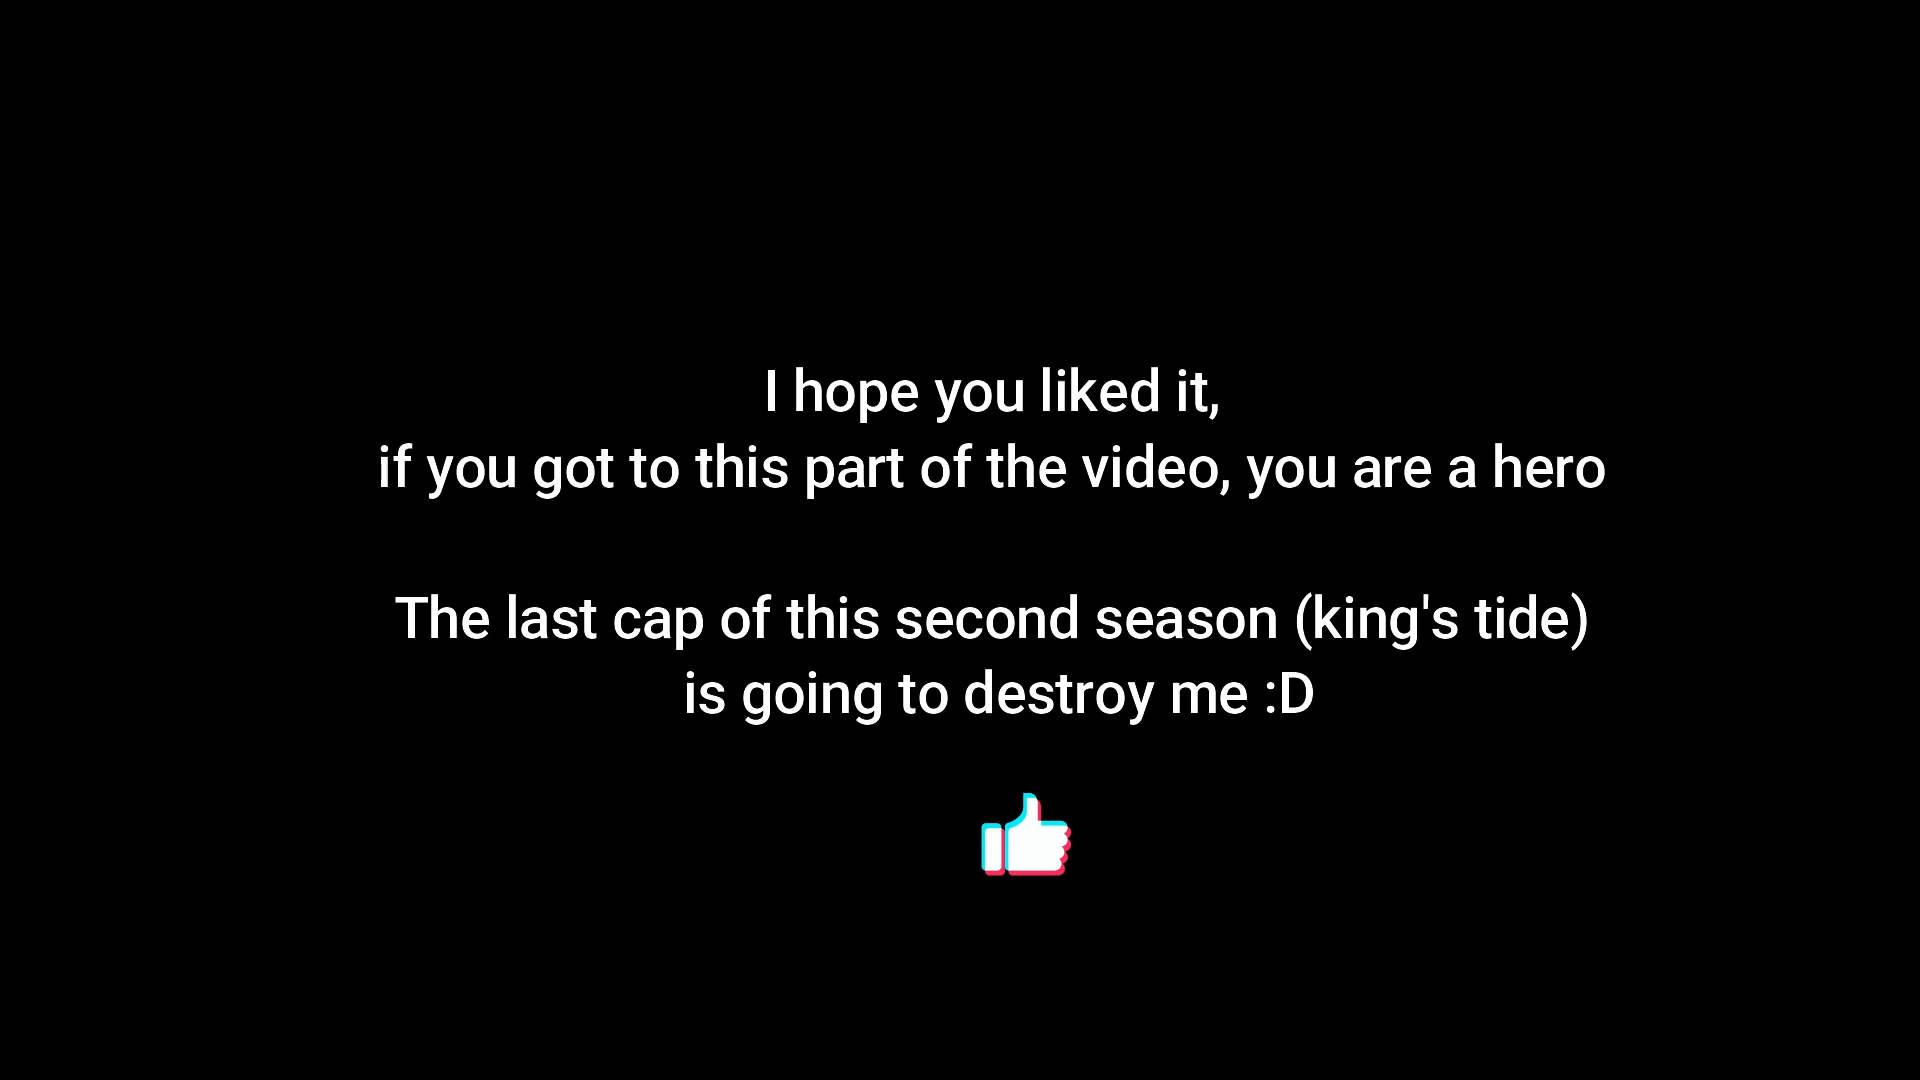 I hope you liked it,
if you got to this part of the video, you are a hero
The last cap of this second season (king's tide)
is going to destroy me :D